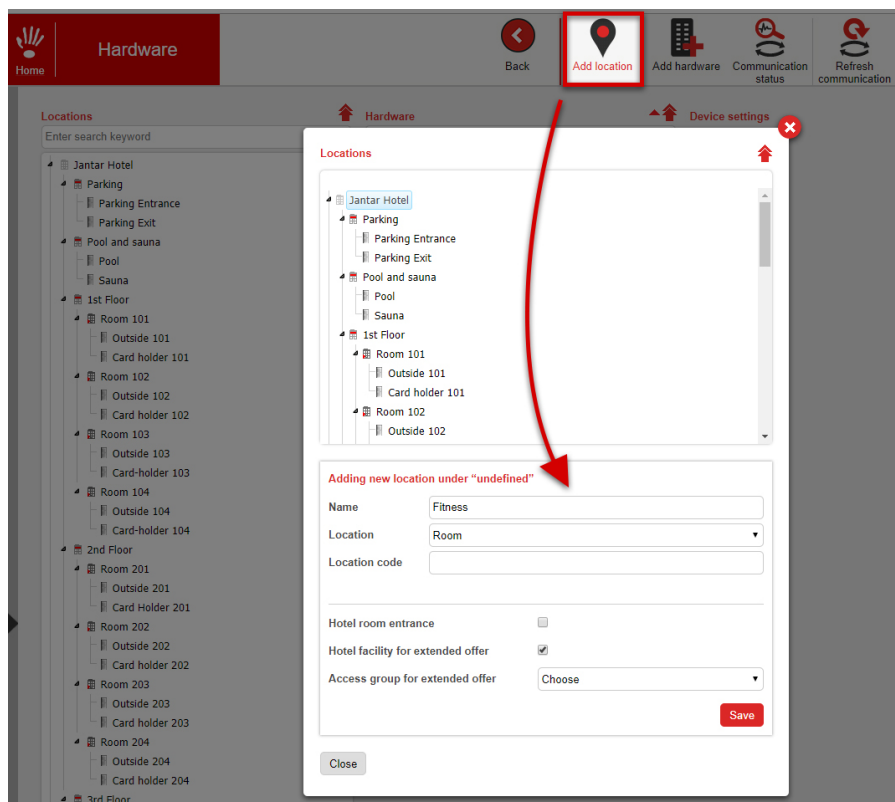 Home
Hardware
Back
Add location
Add hardware
Communication
status
Refresh
communication
Locations
Hardware
Device settings
Enter search keyword
Jantar Hotel
Parking
Parking Entrance
Parking Exit
Pool and sauna
Pool
Sauna
1st Floor
Room 101
Outside 101
Card holder 101
Room 102
Outside 102
Card holder 102
Room 103
Outside 103
Card-holder 103
Room 104
Outside 104
Card-holder 104
2nd Floor
Room 201
Outside 201
Card Holder 201
Room 202
Outside 202
Card holder 202
Room 203
Outside 203
Card holder 203
Room 204
Outside 204
Card holder 204
3rd Floor
Locations
Jantar Hotel
Parking
Parking Entrance
Parking Exit
Pool and sauna
Pool
Sauna
1st Floor
Room 101
Outside 101
Card holder 101
Room 102
Outside 102
Adding new location under “undefined”
Name Fitness
Location Room
Location code
Hotel room entrance
Hotel facility for extended offer
Access group for extended offer Choose
Save
Close